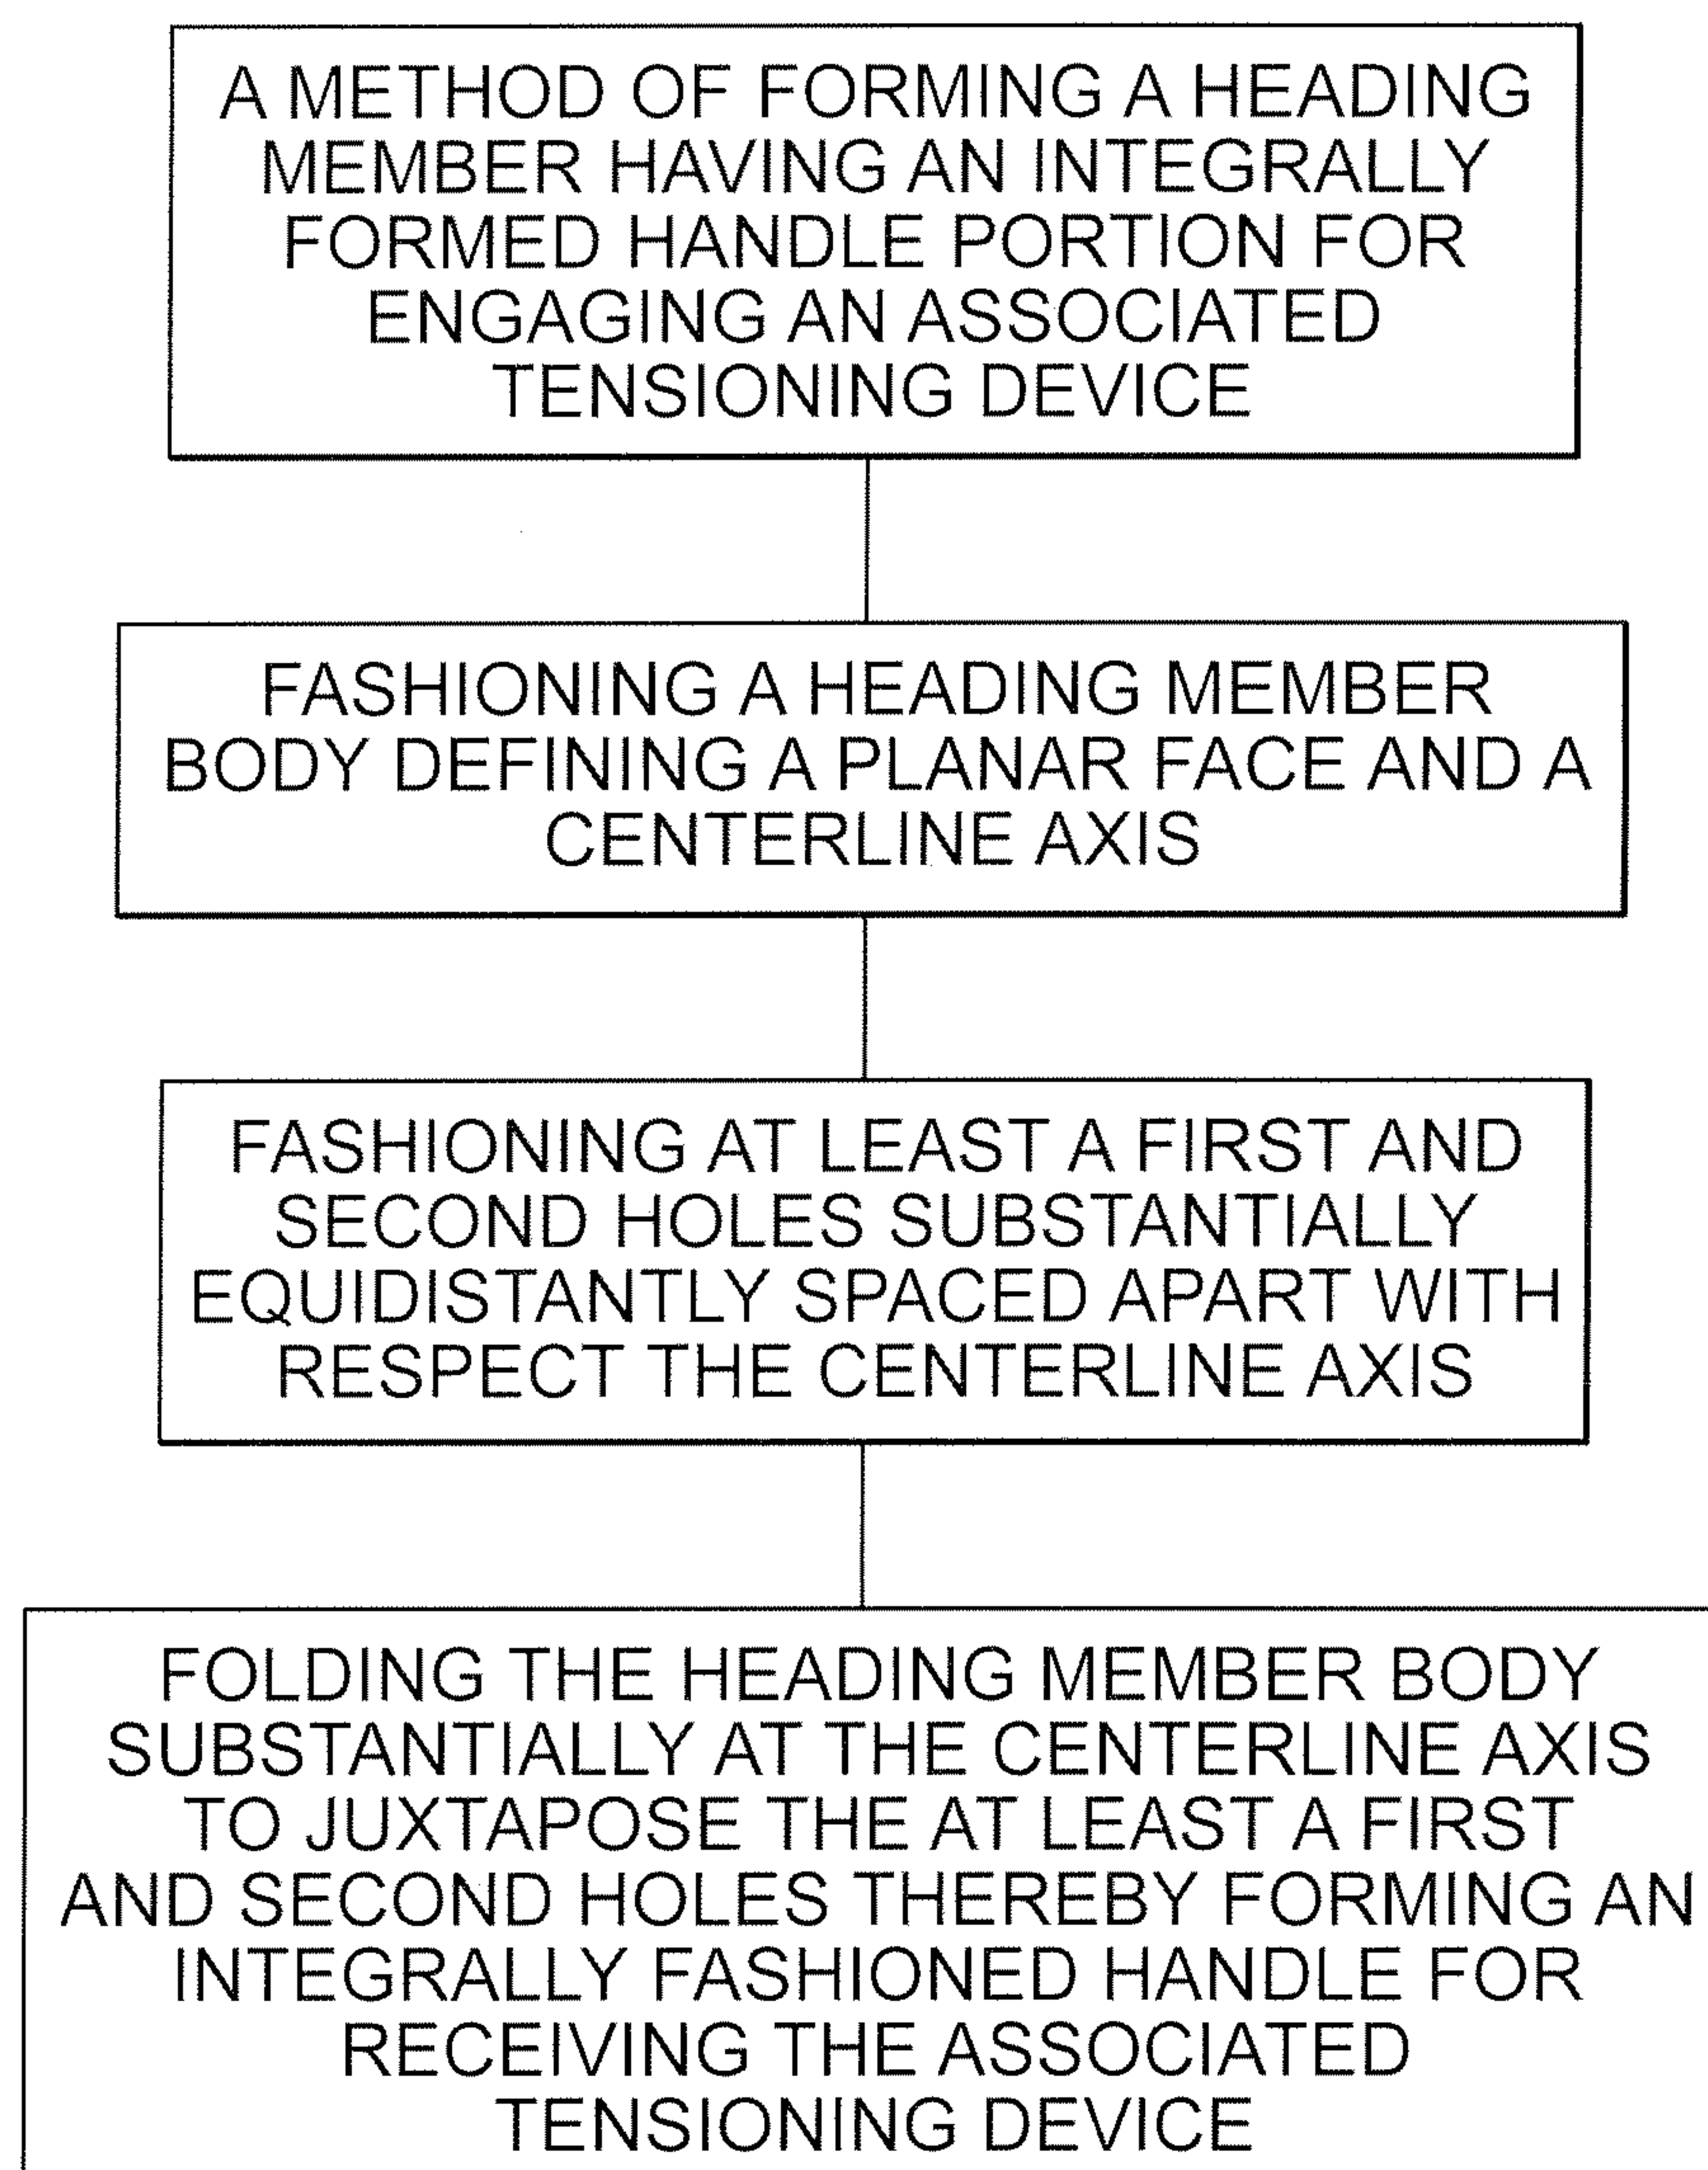 A METHOD OF FORMING A HEADING
MEMBER HAVING AN INTEGRALLY
FORMED HANDLE PORTION FOR
ENGAGING AN ASSOCIATED
TENSIONING DEVICE
FASHIONING A HEADING MEMBER
BODY DEFINING A PLANAR FACE AND A
CENTERLINE AXIS
FASHIONING AT LEAST A FIRST AND
SECOND HOLES SUBSTANTIALLY
EQUIDISTANTLY SPACED APART WITH
RESPECT THE CENTERLINE AXIS
FOLDING THE HEADING MEMBER BODY
SUBSTANTIALLY AT THE CENTERLINE AXIS
TO JUXTAPOSE THE AT LEAST A FIRST
AND SECOND HOLES THEREBY FORMING AN
INTEGRALLY FASHIONED HANDLE FOR
RECEIVING THE ASSOCIATED
TENSIONING DEVICE